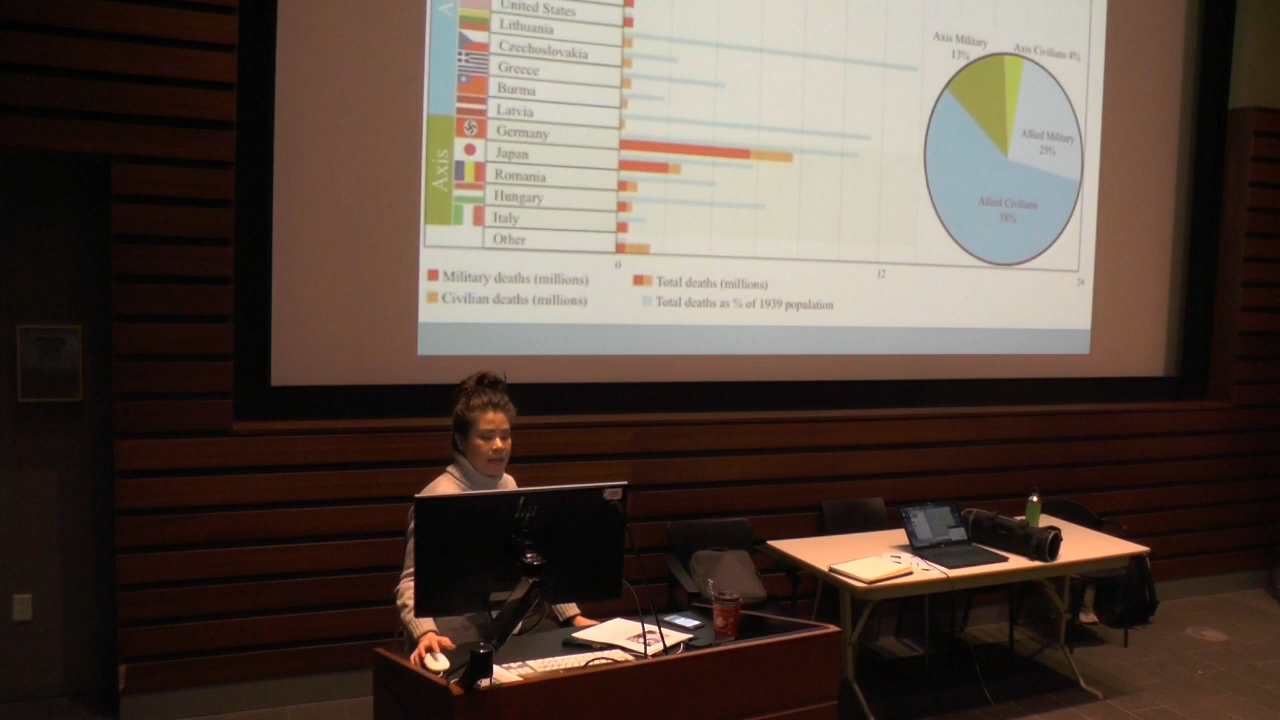 A
United States
Lithuania
Czechoslovakia
Greece
Burma
Latvia
Axis
Germany
Japan
Romania
Hungary
Italy
Other
0
12
24
Military deaths (millions)
Total deaths (millions)
Civilian deaths (millions)
Total deaths as % of 1939 population
Axis Military
13%
Axis Civilians 4%
Allied Military
25%
Allied Civilians
58%